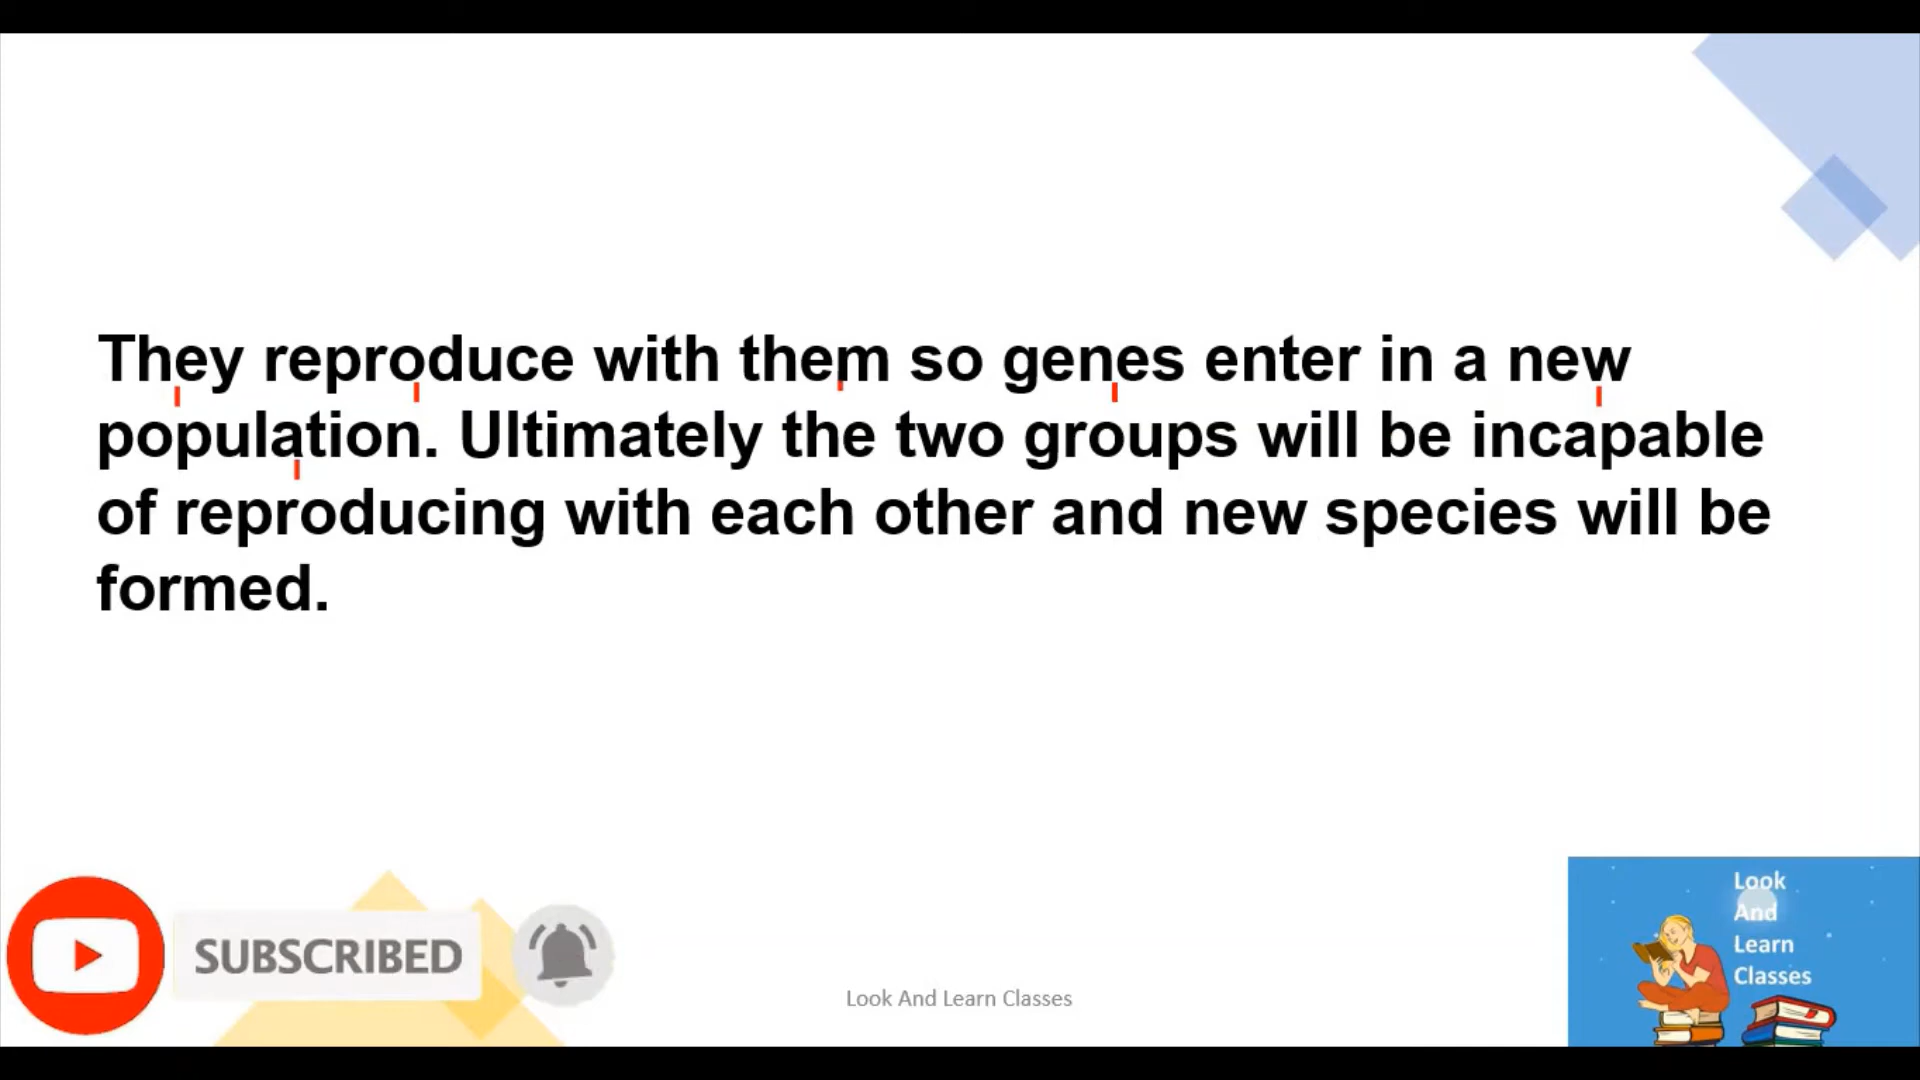 They reproduce with them so genes enter in a new
population. Ultimately the two groups will be incapable
of reproducing with each other and new species will be
formed.
SUBSCRIBED
Look And Learn Classes
Look
And
Learn
Classes